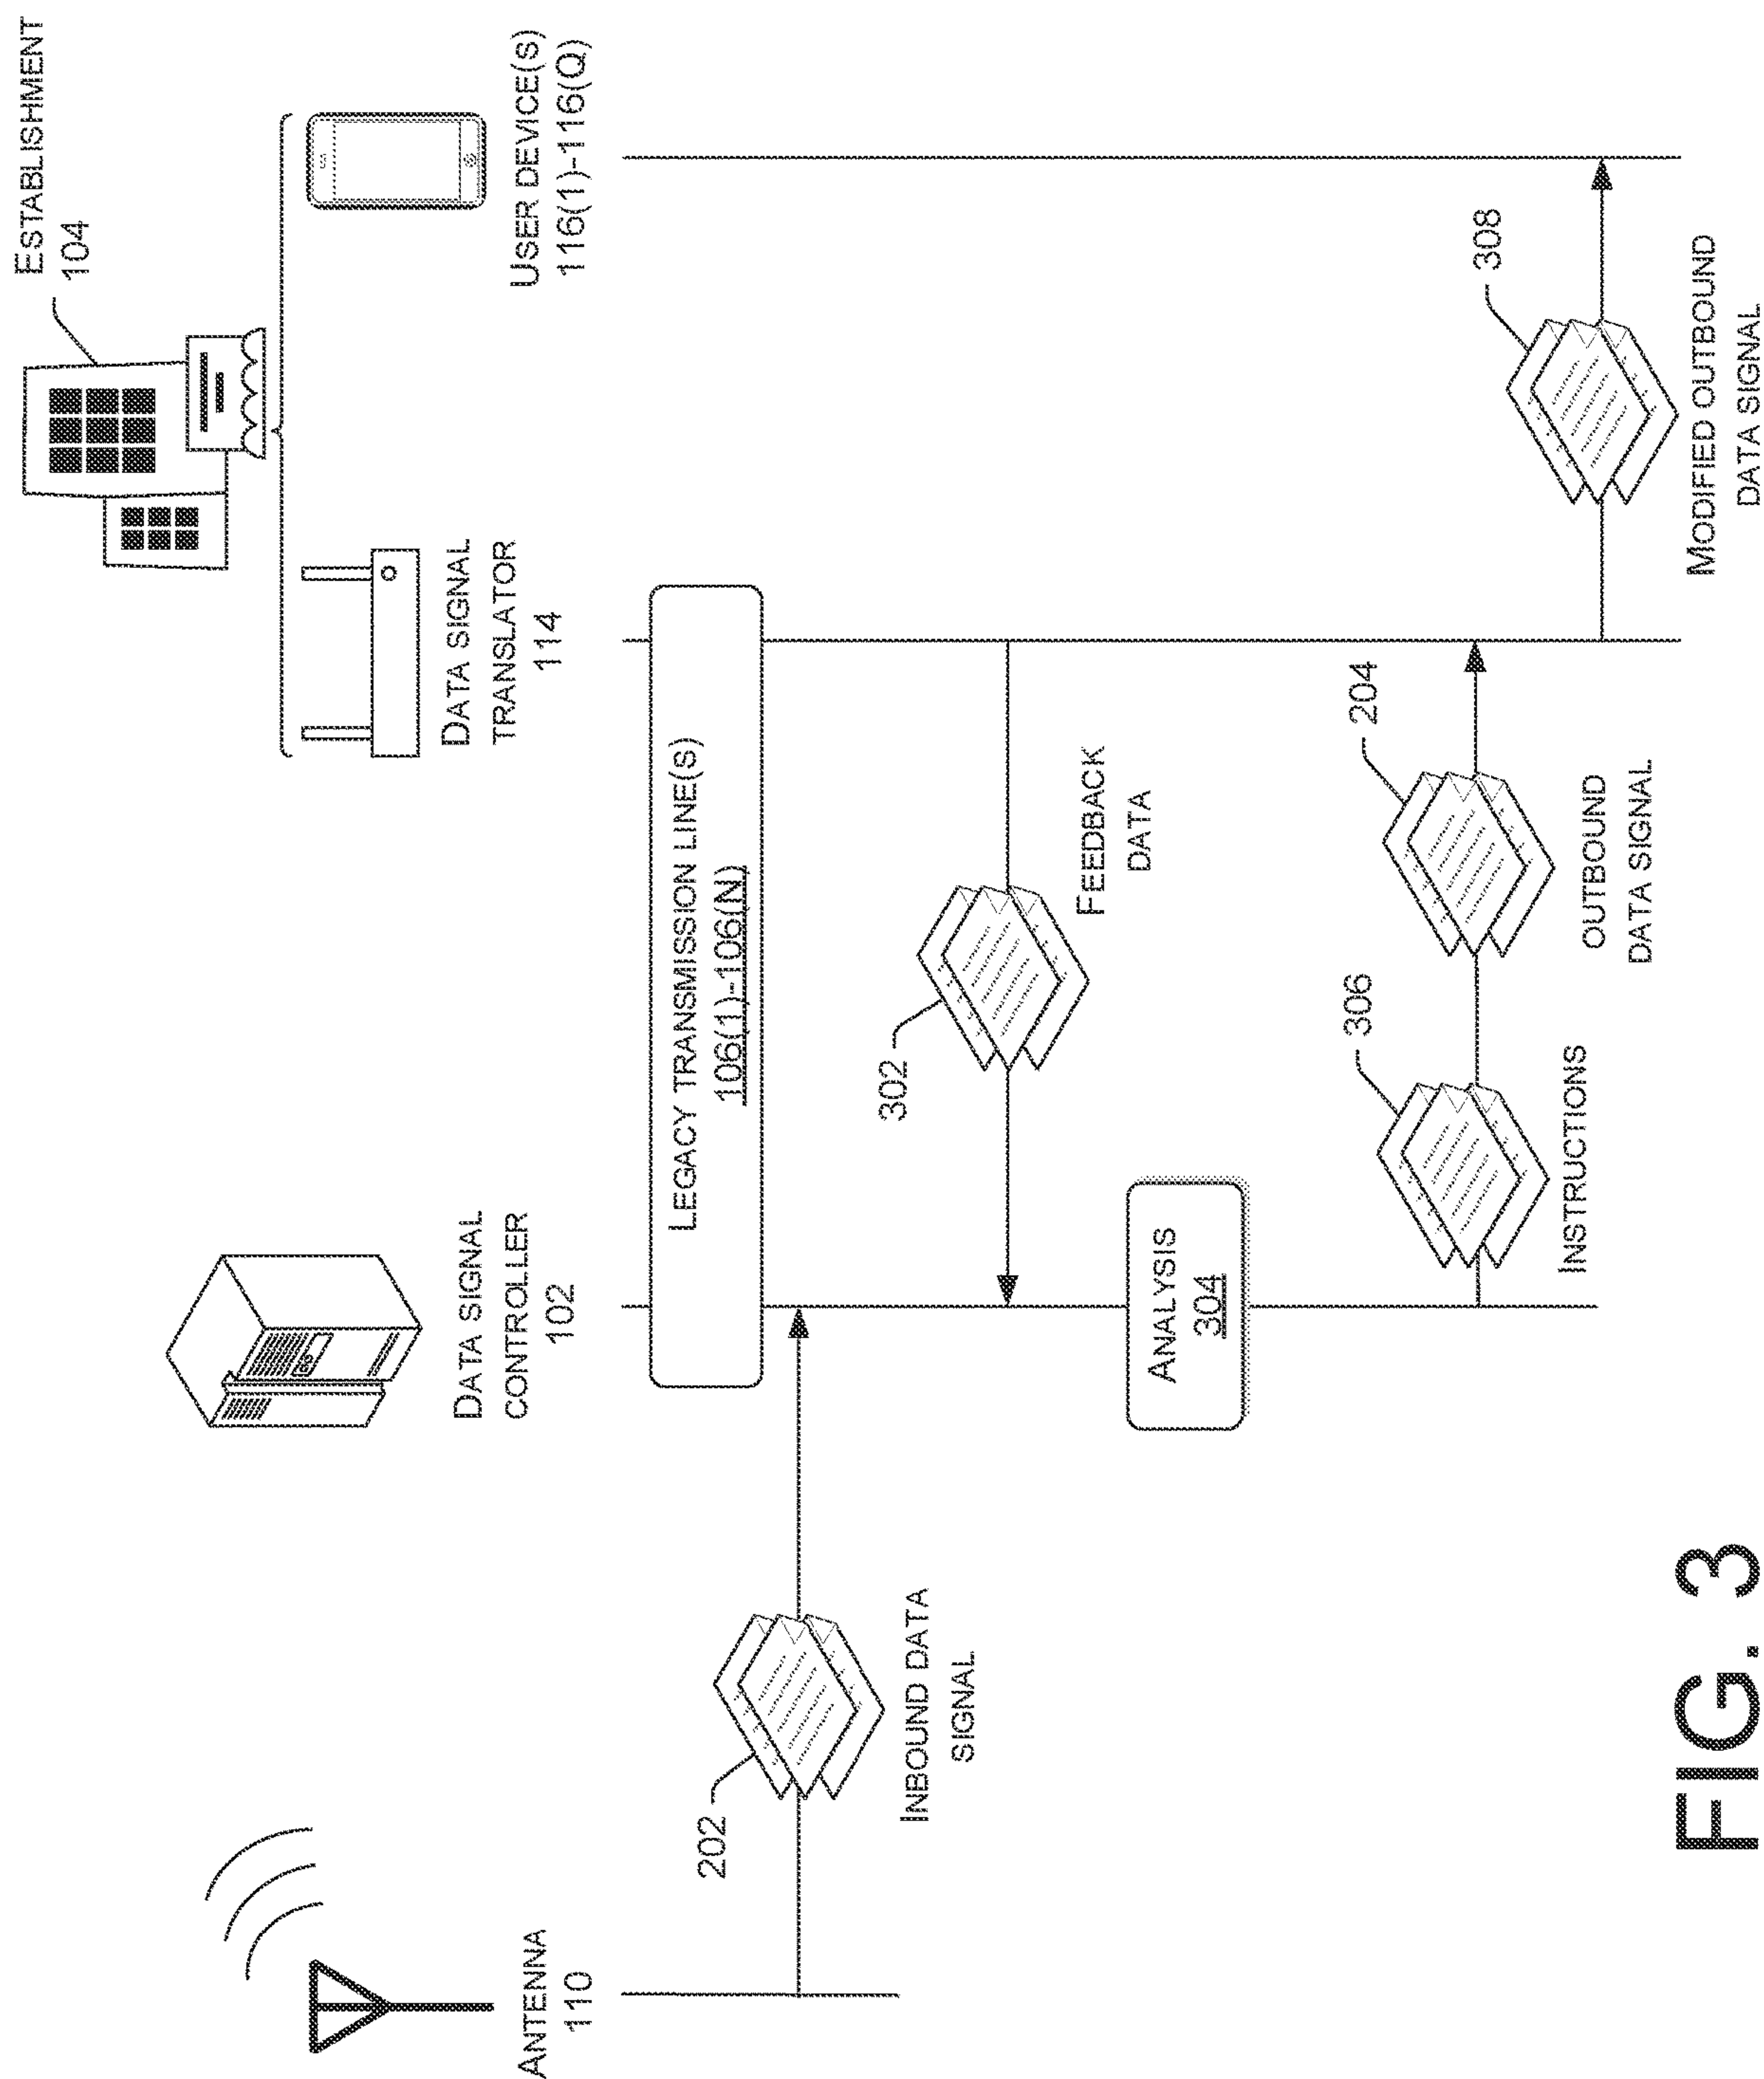 ESTABLISHMENT
104
ANTENNA
110
DATA SIGNAL
CONTROLLER
102
DATA SIGNAL
TRANSLATOR
114
USER DEVICE(S)
116(1)-116(Q)
LEGACY TRANSMISSION LINE(S)
106(1)-106(N)
202
INBOUND DATA
SIGNAL
302
FEEDBACK
DATA
ANALYSIS
304
306
INSTRUCTIONS
204
OUTBOUND
DATA SIGNAL
308
MODIFIED OUTBOUND
DATA SIGNAL
FIG. 3